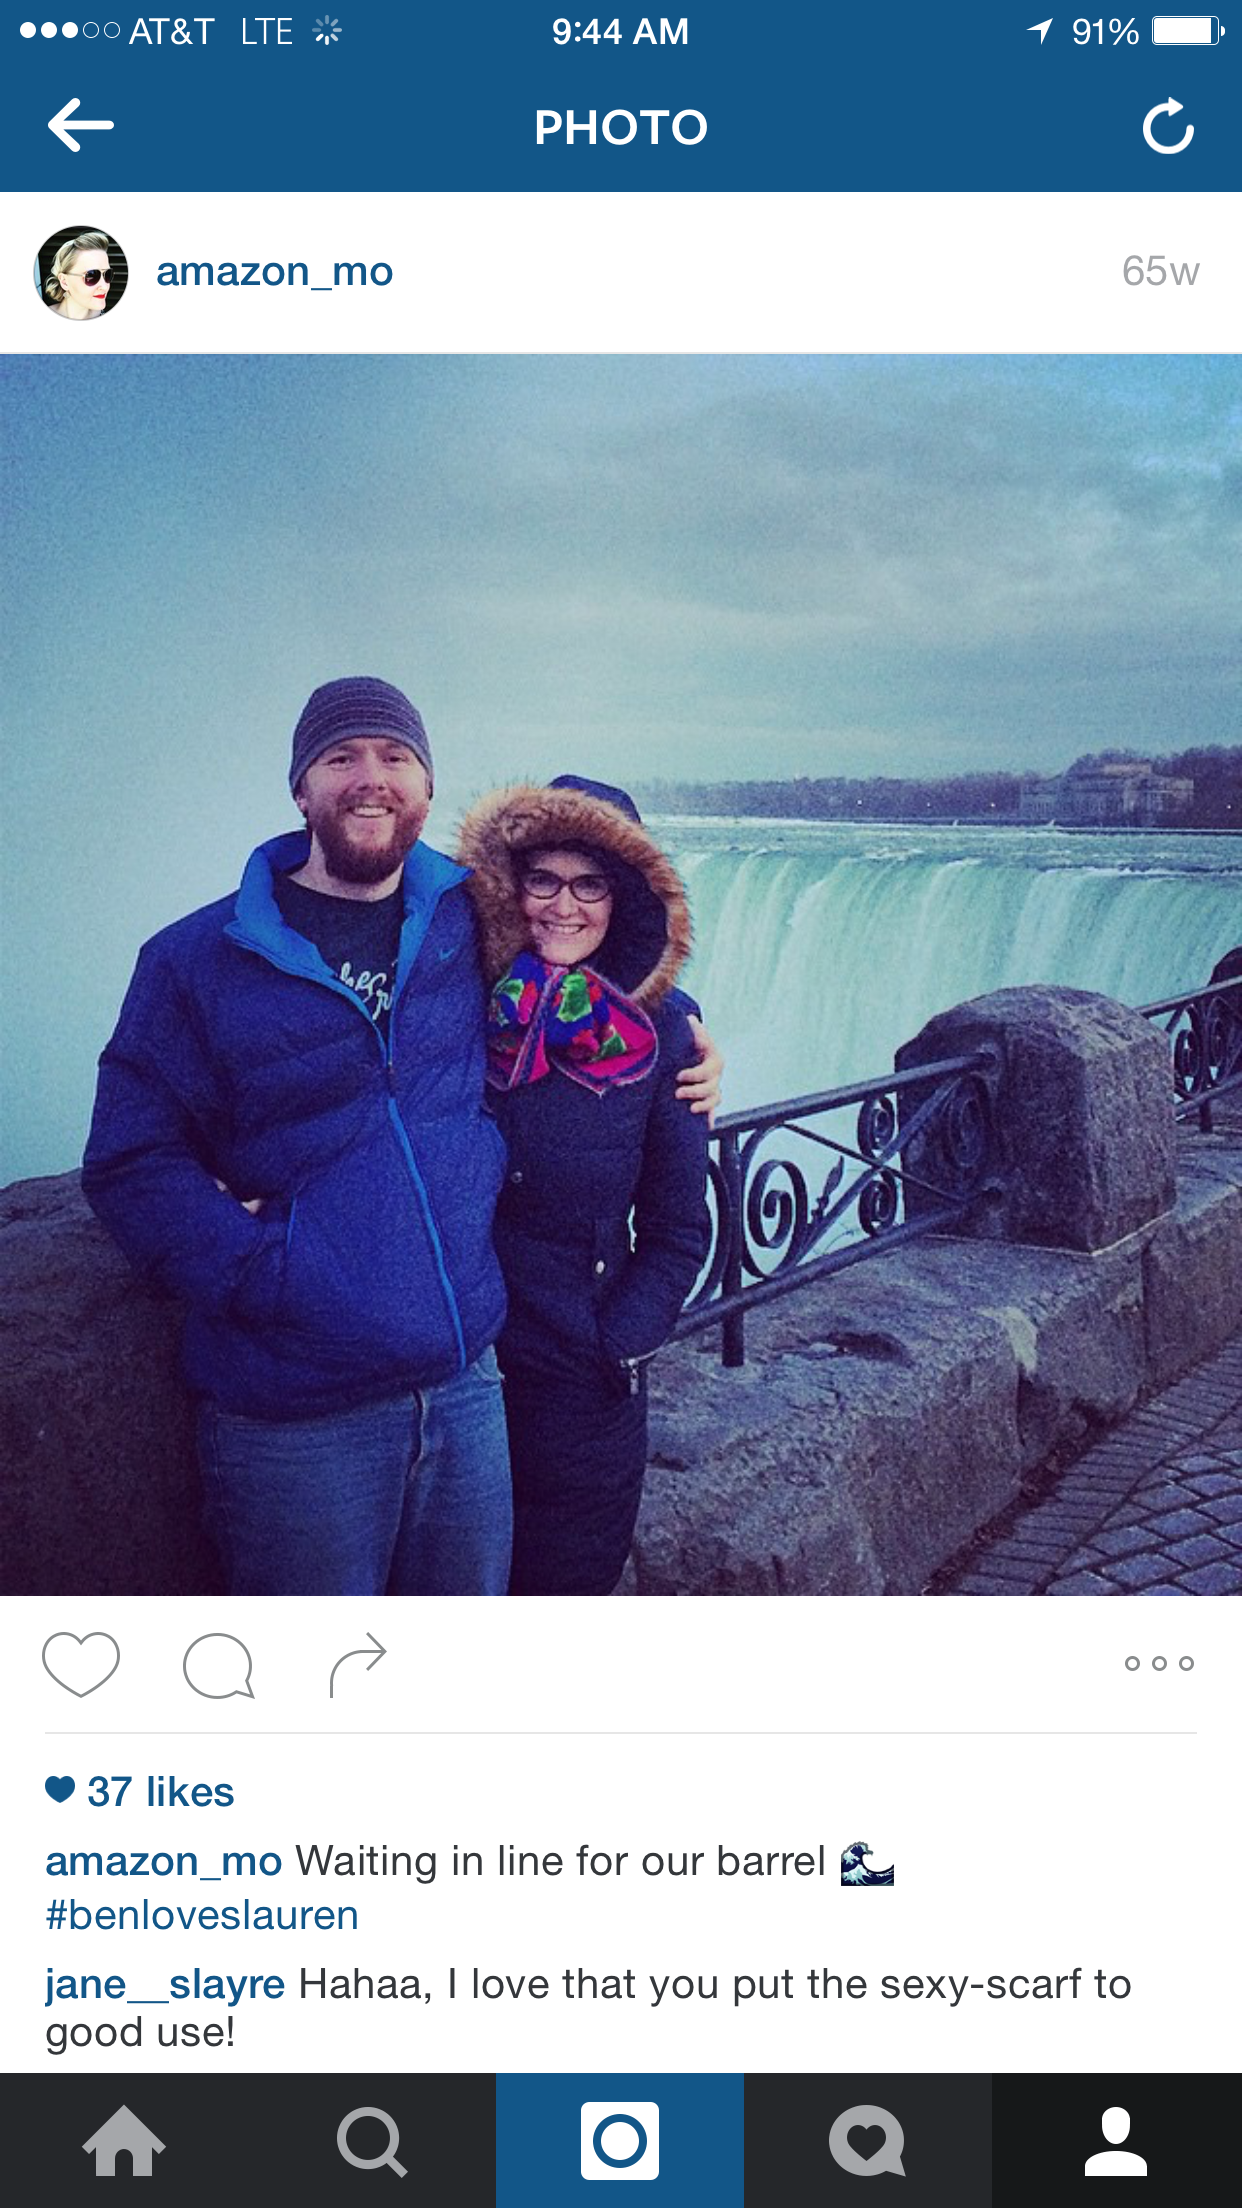 AT&T LTE 9:44 AM 91%
PHOTO
amazon_mo 65w
37 likes
amazon_mo Waiting in line for our barrel 🌊
#benloveslauren
jane__slayre Hahaa, I love that you put the sexy-scarf to
good use!